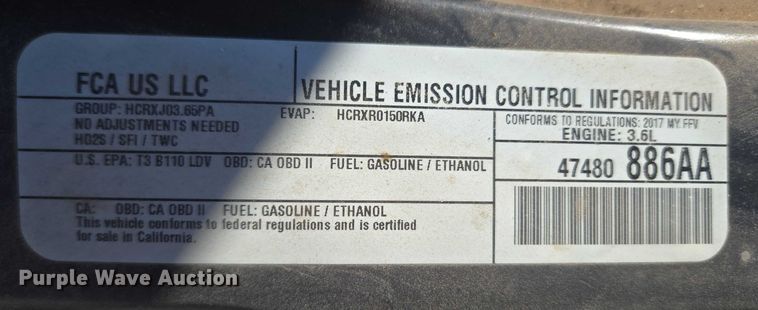 FCA US LLC
VEHICLE EMISSION CONTROL INFORMATION
GROUP: HCRXJ03.65PA
EVAP: HCRXR0150RKA
CONFORMS TO REGULATIONS: 2017 MY FFV
NO ADJUSTMENTS NEEDED
ENGINE: 3.6L
HO2S / SFI / TWC
U.S. EPA: T3 B110 LDV OBD: CA OBD II FUEL: GASOLINE / ETHANOL
47480 886AA
CA: OBD: CA OBD II FUEL: GASOLINE / ETHANOL
This vehicle conforms to federal regulations and is certified
for sale in California.
Purple Wave Auction